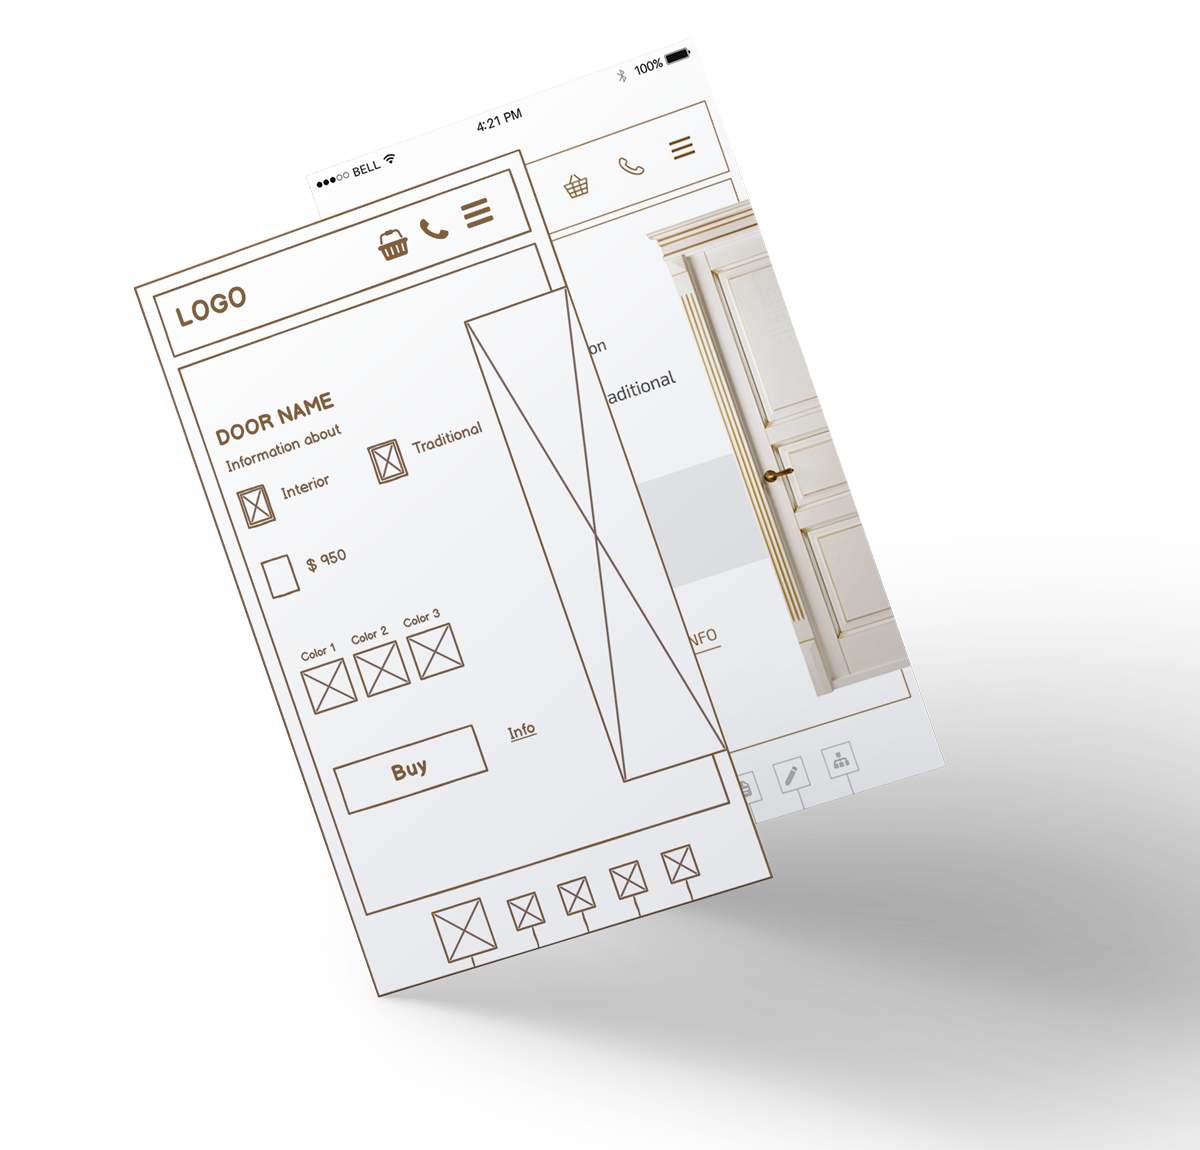 BELL
4:21 PM
100%
LOGO
DOOR NAME
Information about
Interior
Traditional
$ 950
Color 1
Color 2
Color 3
Buy
Info
on
aditional
NFO